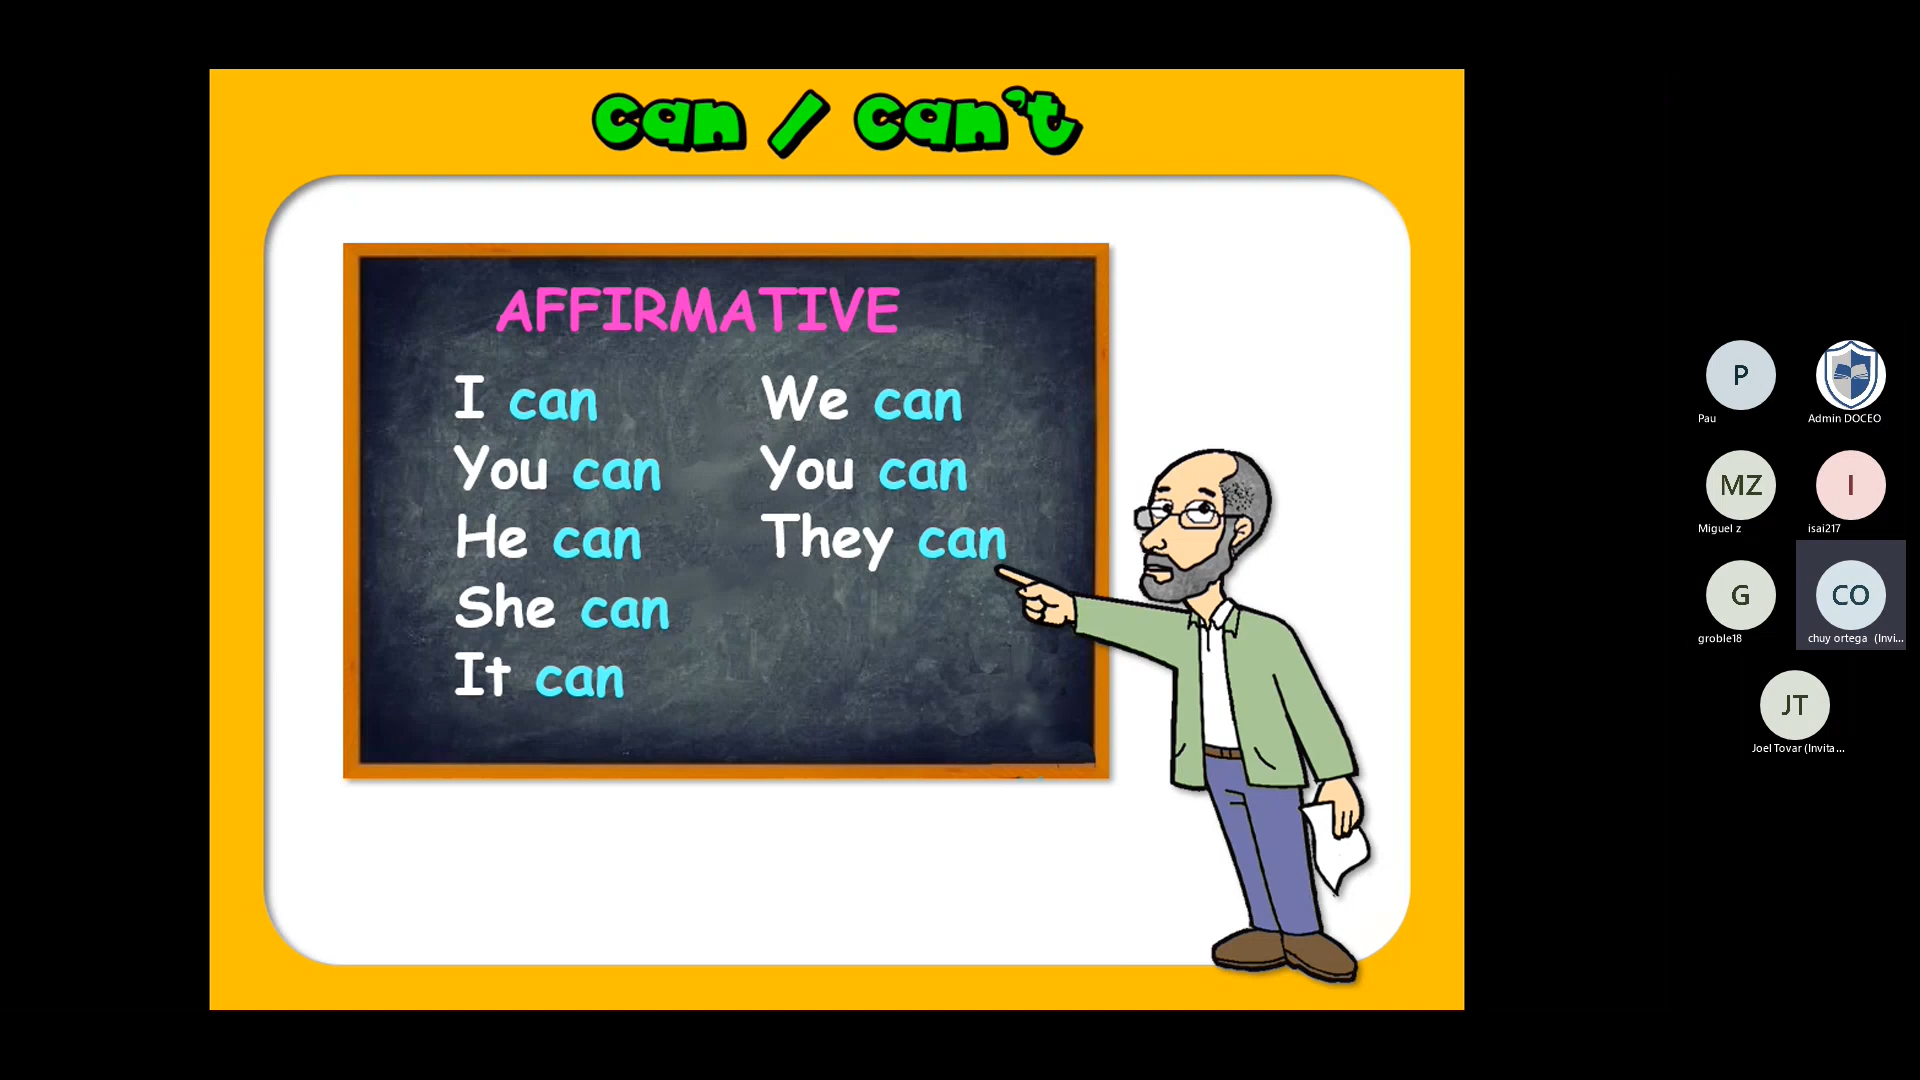 can / can't
AFFIRMATIVE
I can
You can
He can
She can
It can
We can
You can
They can
P
Pau
Admin DOCEO
MZ
Miguel z
I
isai217
G
groble18
CO
chuy ortega (Invi...
JT
Joel Tovar (Invita...